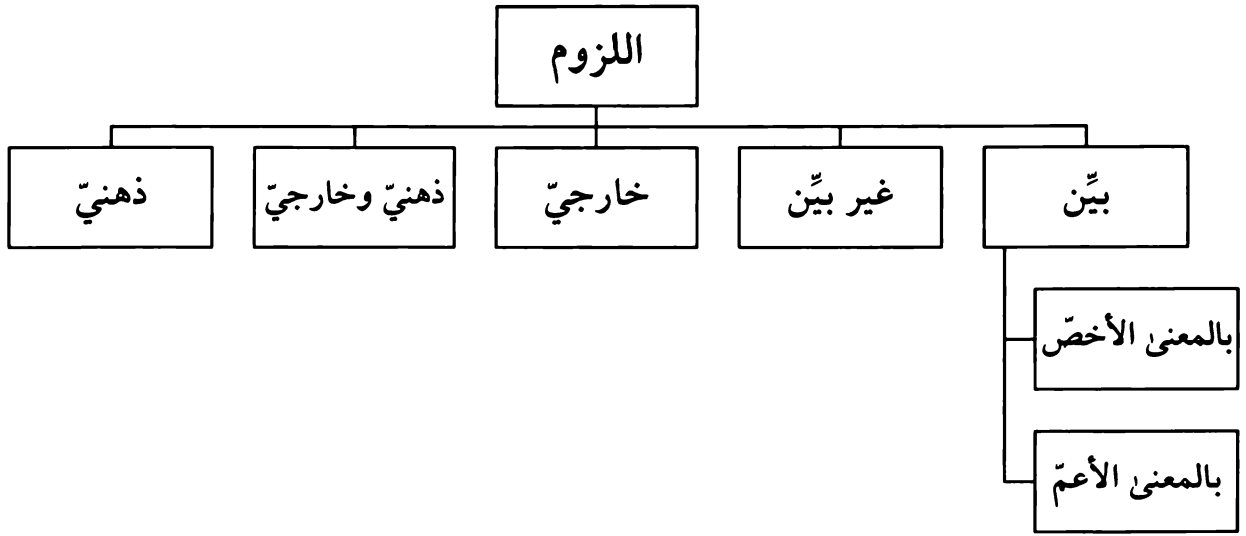 اللزوم
بيِّن
غير بيِّن
خارجيّ
ذهنيّ وخارجيّ
ذهنيّ
بالمعنىٰ الأخصّ
بالمعنىٰ الأعمّ